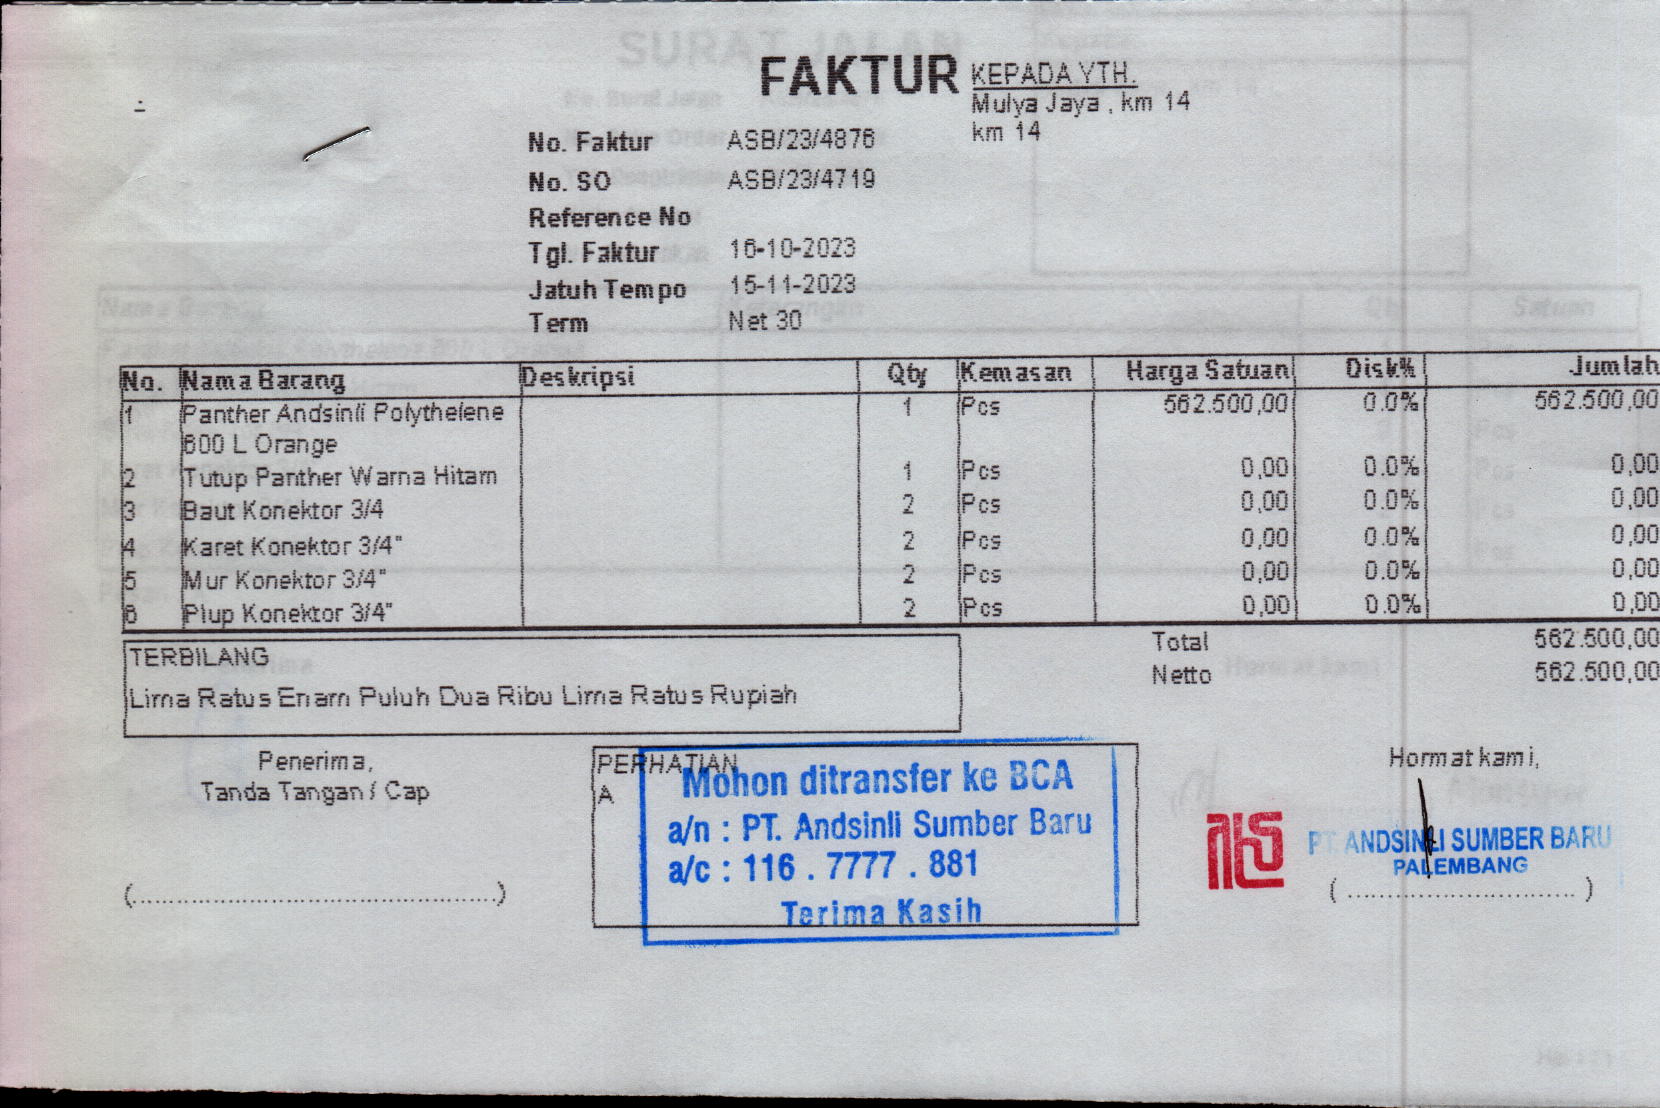 FAKTUR
KEPADA YTH.
Mulya Jaya , km 14
km 14
No. Faktur ASB/23/4876
No. SO ASB/23/4719
Reference No
Tgl. Faktur 16-10-2023
Jatuh Tempo 15-11-2023
Term Net 30
No. Nama Barang Deskripsi Qty Kemasan Harga Satuan Disk% Jumlah
1 Panther Andsinli Polythelene 1 Pcs 562.500,00 0.0% 562.500,00
600 L Orange
2 Tutup Panther Warna Hitam 1 Pcs 0,00 0.0% 0,00
3 Baut Konektor 3/4 2 Pcs 0,00 0.0% 0,00
4 Karet Konektor 3/4" 2 Pcs 0,00 0.0% 0,00
5 Mur Konektor 3/4" 2 Pcs 0,00 0.0% 0,00
6 Plup Konektor 3/4" 2 Pcs 0,00 0.0% 0,00
Total 562.500,00
Netto 562.500,00
TERBILANG
Lima Ratus Enam Puluh Dua Ribu Lima Ratus Rupiah
Penerima,
Tanda Tangan / Cap
(..........................................)
PERHATIAN
A
Mohon ditransfer ke BCA
a/n : PT. Andsinli Sumber Baru
a/c : 116 . 7777 . 881
Terima Kasih
Hormat kami,
PT. ANDSINLI SUMBER BARU
PALEMBANG
( .......................... )